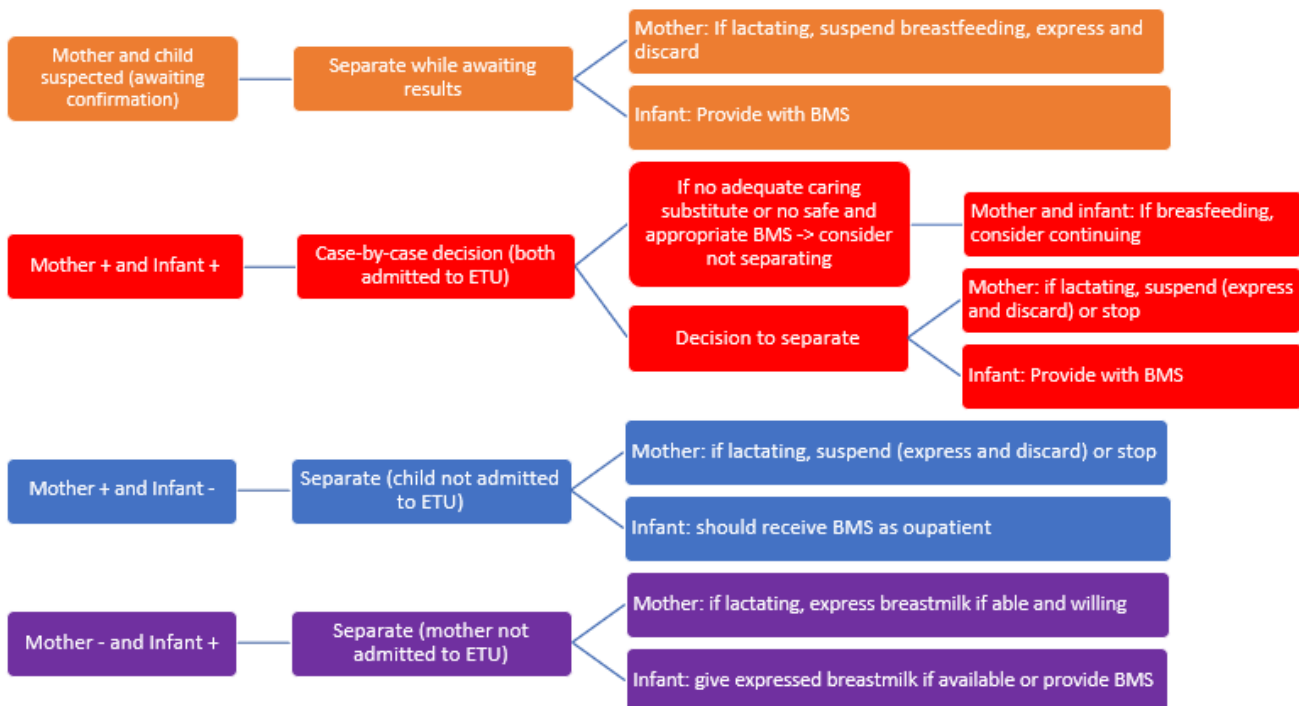 Mother and child
suspected (awaiting
confirmation)
Separate while awaiting
results
Mother: If lactating, suspend breastfeeding, express and
discard
Infant: Provide with BMS
Mother + and Infant +
Case-by-case decision (both
admitted to ETU)
If no adequate caring
substitute or no safe and
appropriate BMS -> consider
not separating
Mother and infant: If breasfeeding,
consider continuing
Decision to separate
Mother: if lactating, suspend (express
and discard) or stop
Infant: Provide with BMS
Mother + and Infant -
Separate (child not admitted
to ETU)
Mother: if lactating, suspend (express and discard) or stop
Infant: should receive BMS as oupatient
Mother - and Infant +
Separate (mother not
admitted to ETU)
Mother: if lactating, express breastmilk if able and willing
Infant: give expressed breastmilk if available or provide BMS